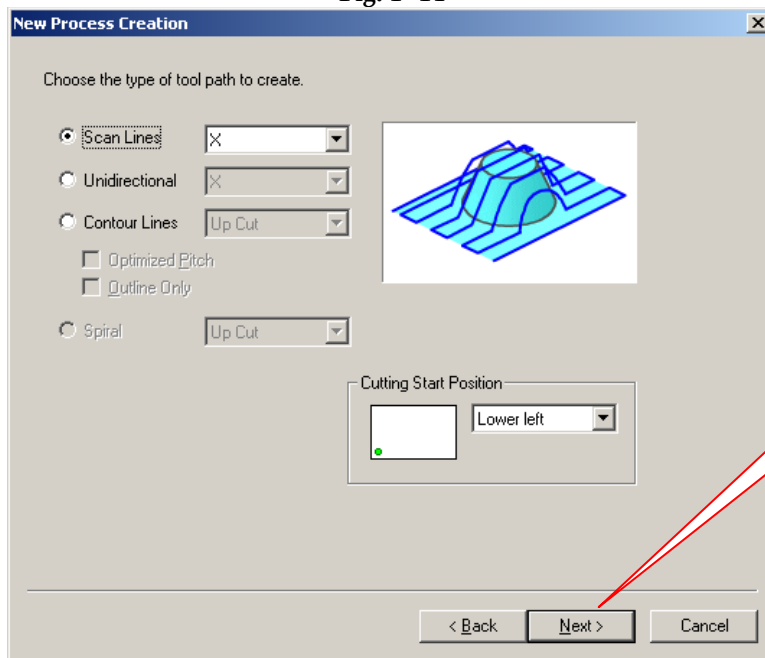 New Process Creation
Choose the type of tool path to create.
Scan Lines X
Unidirectional X
Contour Lines Up Cut
Optimized Pitch
Outline Only
Spiral Up Cut
Cutting Start Position
Lower left
< Back Next > Cancel